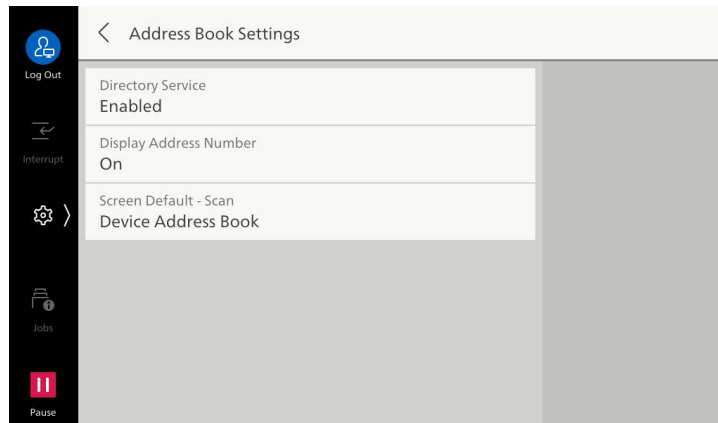 Address Book Settings
Log Out
Directory Service
Enabled
Interrupt
Display Address Number
On
Screen Default - Scan
Device Address Book
Jobs
Pause